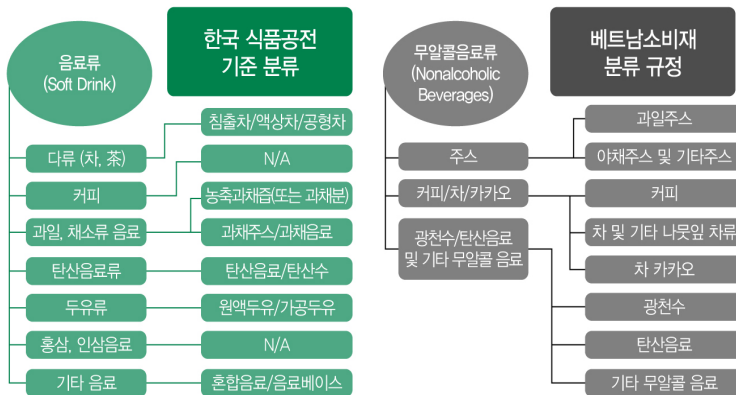 음료류
(Soft Drink)
한국 식품공전
기준 분류
다류 (차, 茶)
침출차/액상차/공형차
커피
N/A
과일, 채소류 음료
농축과채즙(또는 과채분)
과채주스/과채음료
탄산음료류
탄산음료/탄산수
두유류
원액두유/가공두유
홍삼, 인삼음료
N/A
기타 음료
혼합음료/음료베이스
무알콜음료류
(Nonalcoholic
Beverages)
베트남소비재
분류 규정
주스
과일주스
야채주스 및 기타주스
커피/차/카카오
커피
차 및 기타 나뭇잎 차류
차 카카오
광천수/탄산음료
및 기타 무알콜 음료
광천수
탄산음료
기타 무알콜 음료